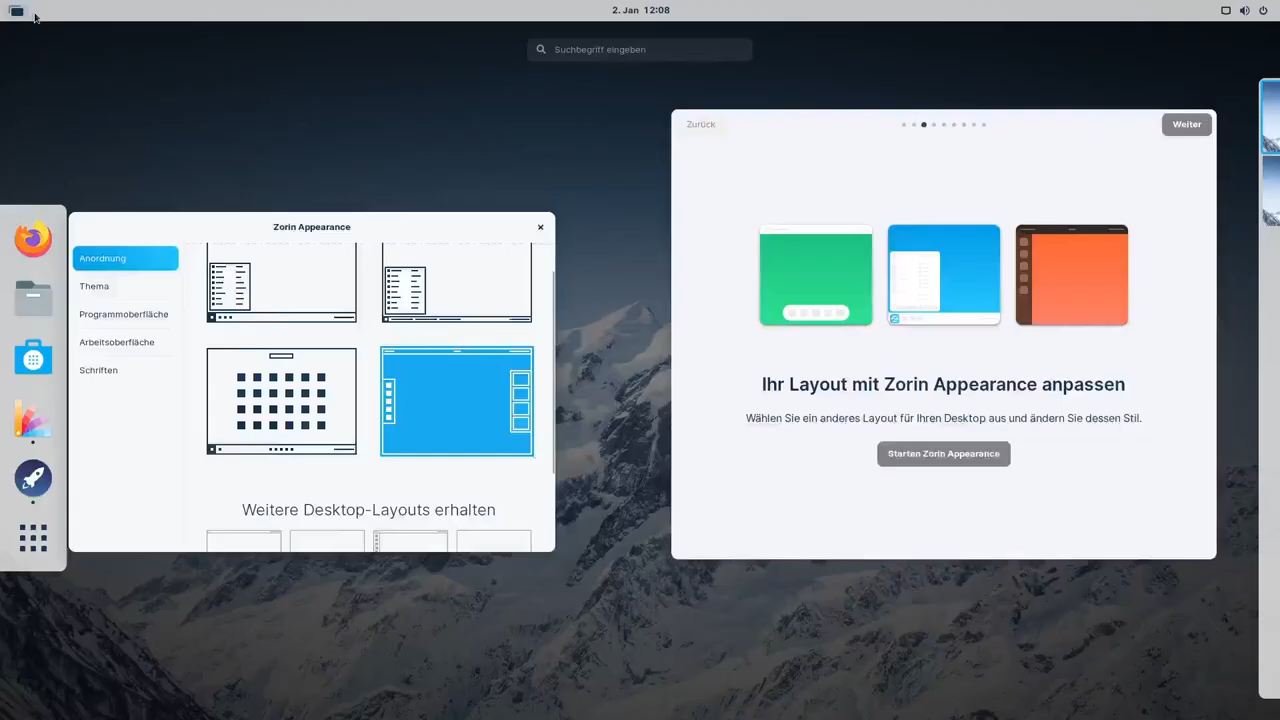 2. Jan 12:08
Suchbegriff eingeben
Zurück
Weiter
Zorin Appearance
Anordnung
Thema
Programmoberfläche
Arbeitsoberfläche
Schriften
Weitere Desktop-Layouts erhalten
Ihr Layout mit Zorin Appearance anpassen
Wählen Sie ein anderes Layout für Ihren Desktop aus und ändern Sie dessen Stil.
Starten Zorin Appearance